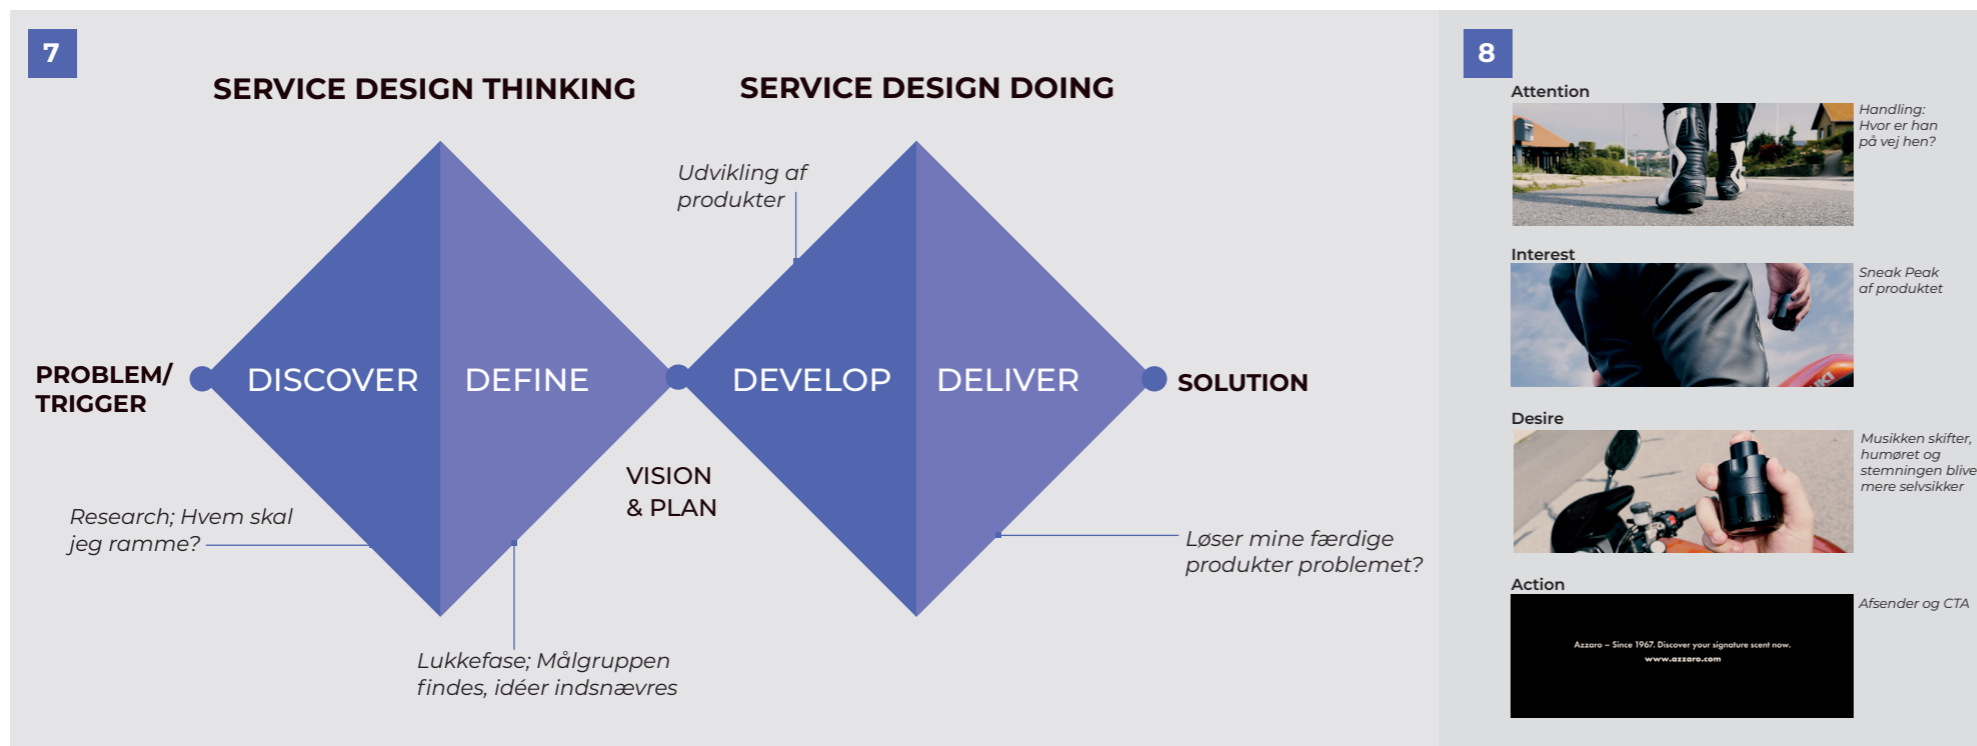 7
SERVICE DESIGN THINKING
SERVICE DESIGN DOING
Udvikling af
produkter
PROBLEM/
TRIGGER
DISCOVER
DEFINE
DEVELOP
DELIVER
SOLUTION
VISION
& PLAN
Research; Hvem skal
jeg ramme?
Løser mine færdige
produkter problemet?
Lukkefase; Målgruppen
findes, idéer indsnævres
8
Attention
Handling:
Hvor er han
på vej hen?
Interest
Sneak Peak
af produktet
UKI
Desire
Musikken skifter,
humøret og
stemningen blive
mere selvsikker
Action
Afsender og CTA
Azzaro – Since 1967. Discover your signature scent now.
www.azzaro.com